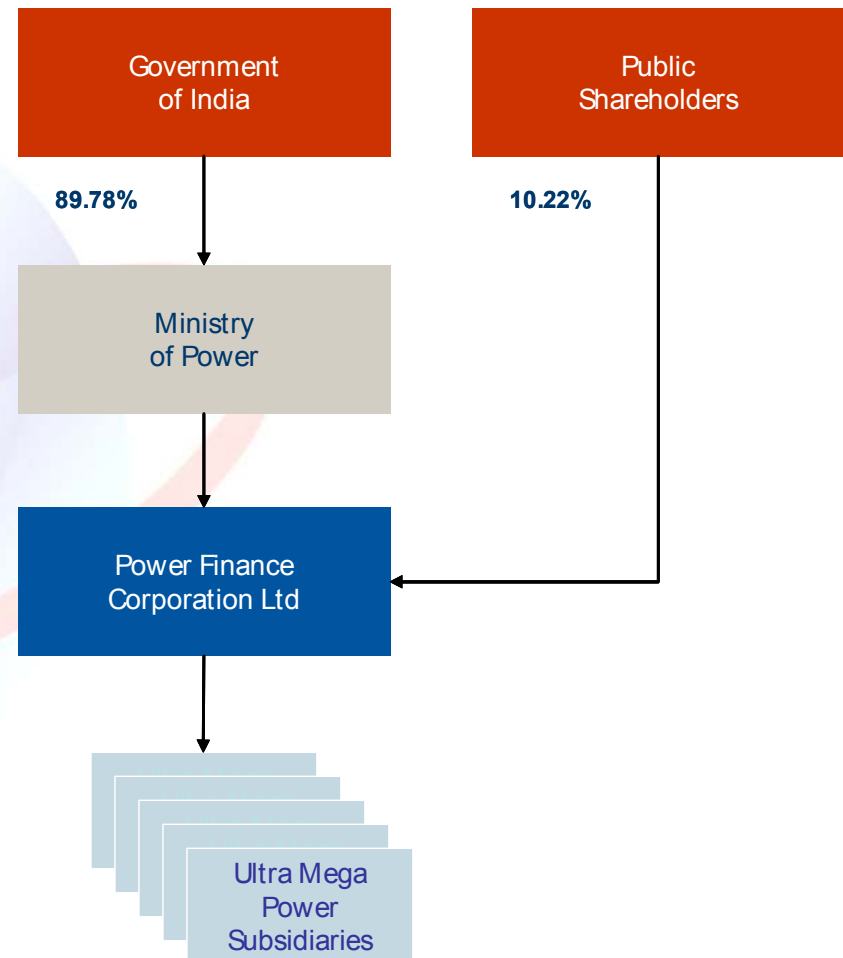 Government
of India
Public
Shareholders
89.78%
10.22%
Ministry
of Power
Power Finance
Corporation Ltd
Ultra Mega
Power
Subsidiaries